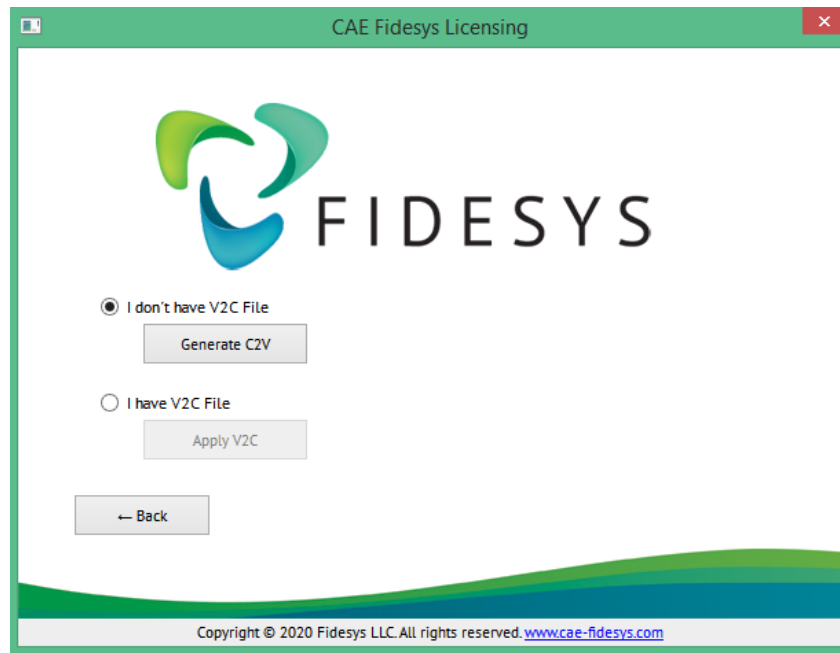 CAE Fidesys Licensing
FIDESYS
I don't have V2C File
Generate C2V
I have V2C File
Apply V2C
← Back
Copyright © 2020 Fidesys LLC. All rights reserved. www.cae-fidesys.com